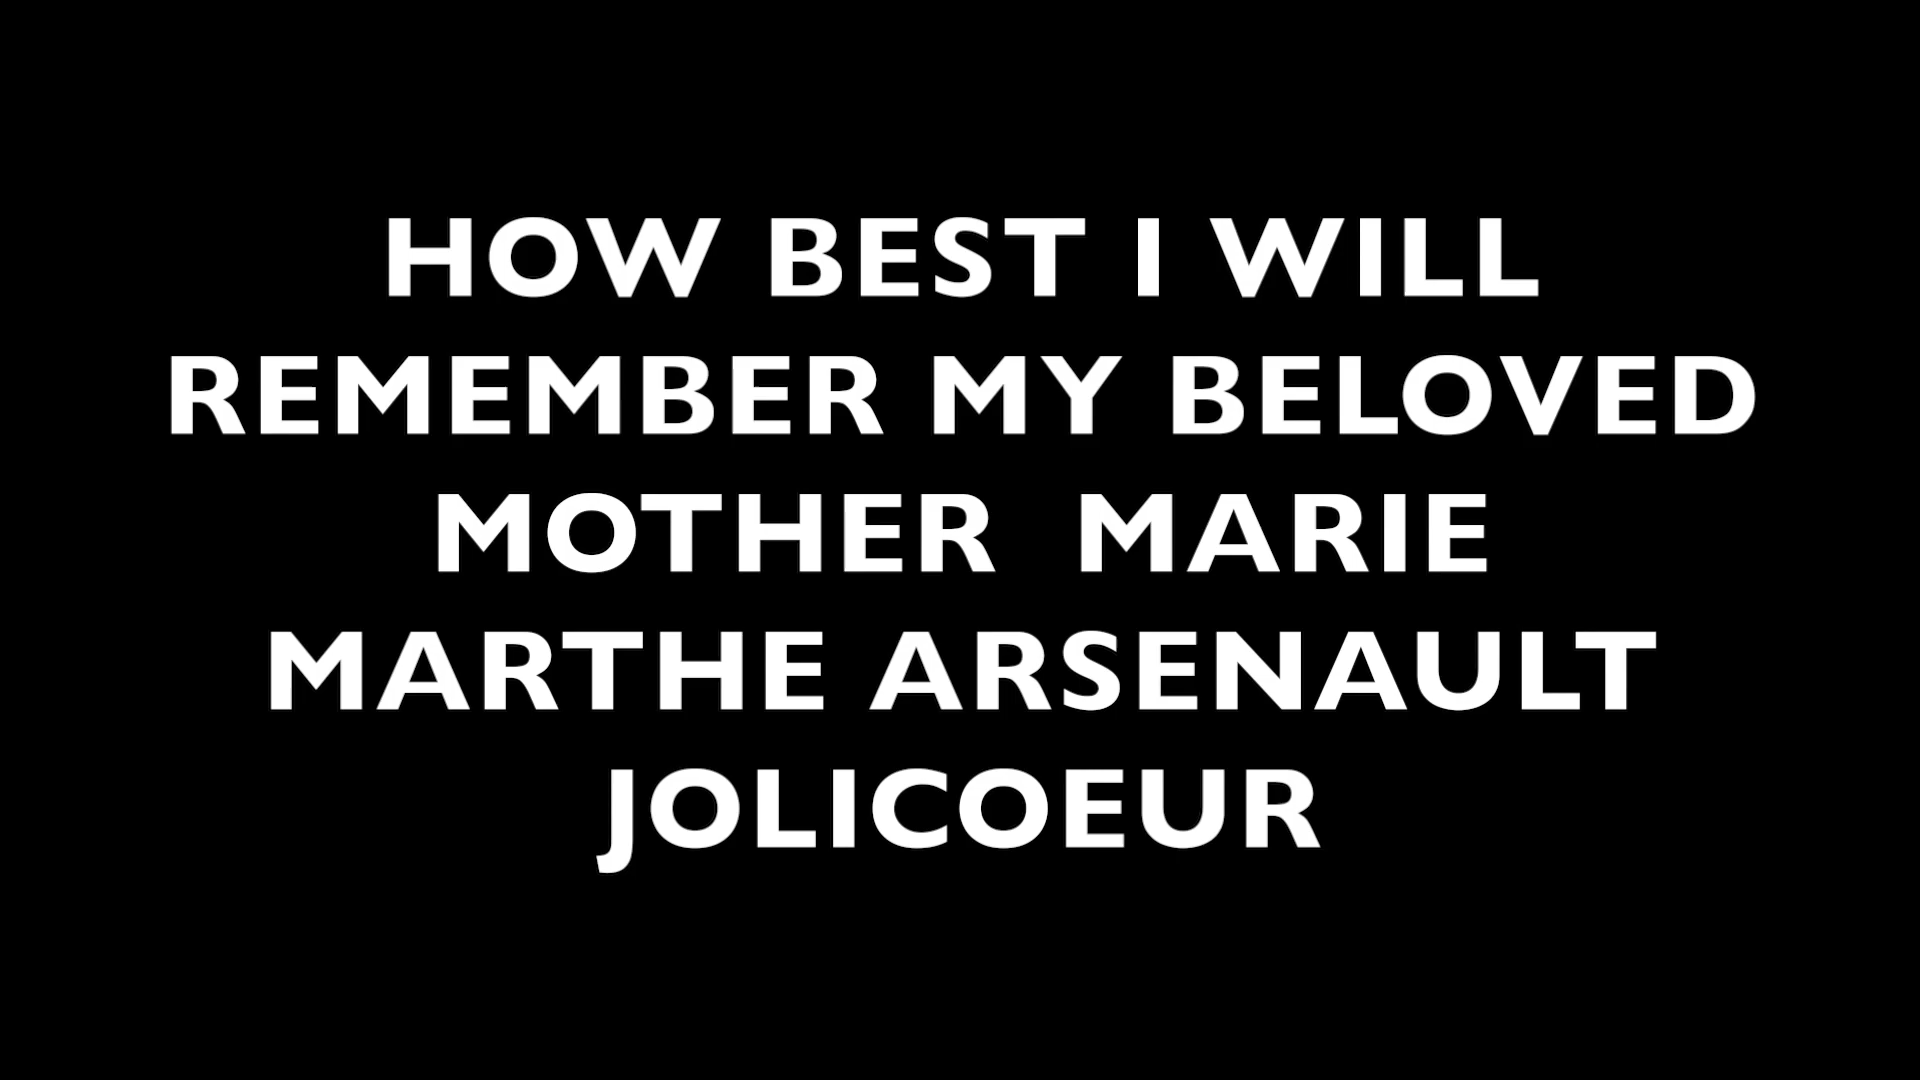 HOW BEST I WILL
REMEMBER MY BELOVED
MOTHER  MARIE
MARTHE ARSENAULT
JOLICOEUR